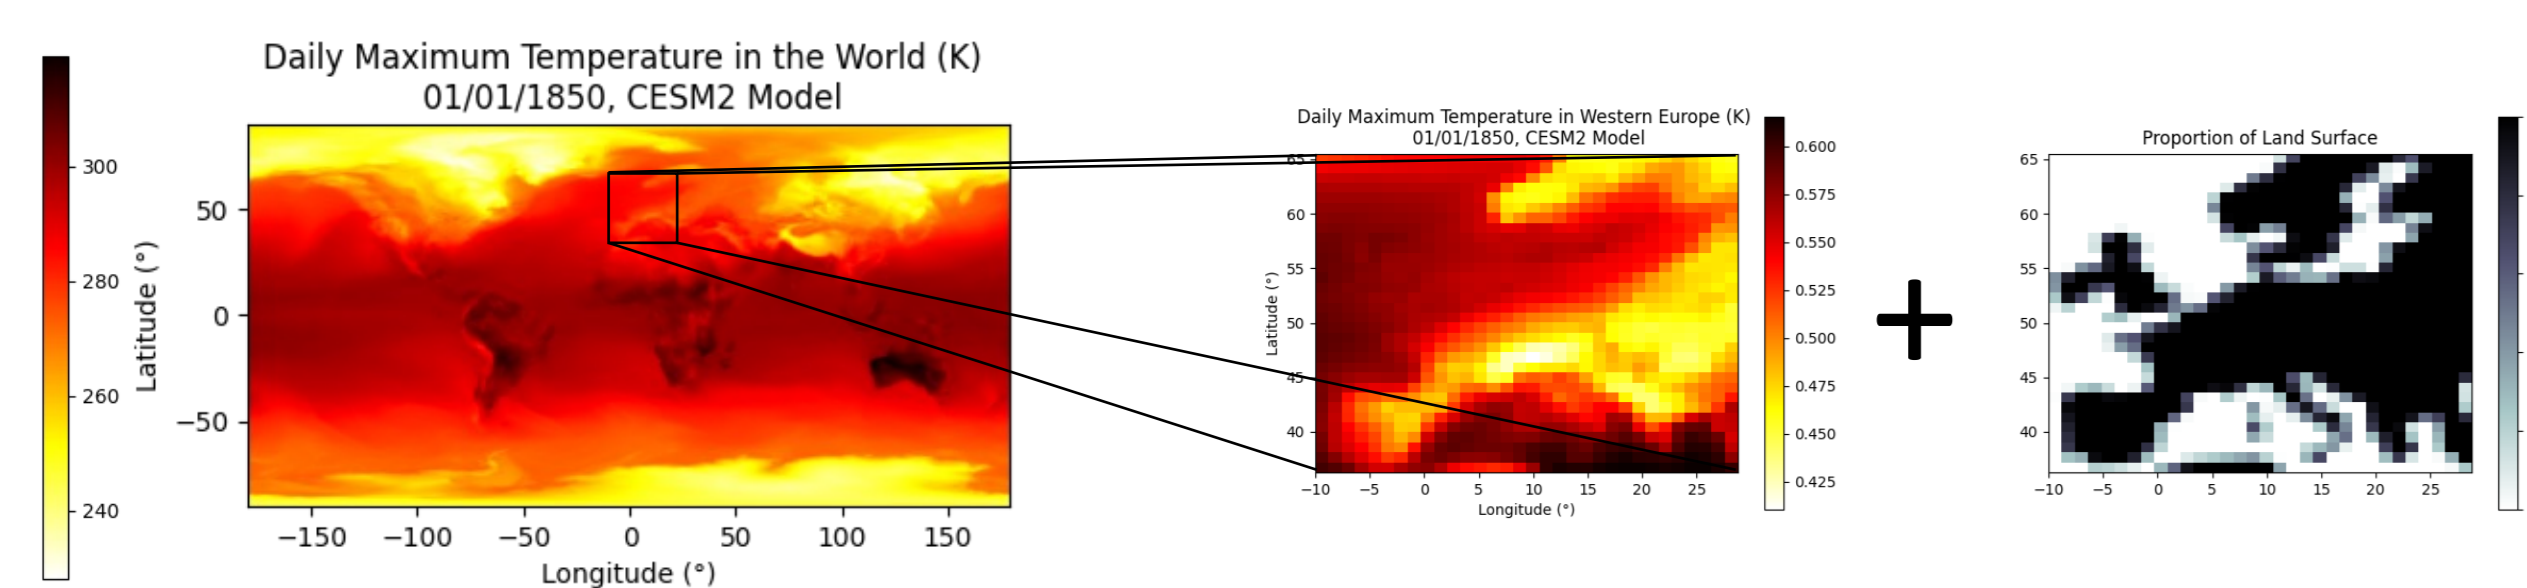 Daily Maximum Temperature in the World (K)
01/01/1850, CESM2 Model
300
280
260
240
Latitude (°)
50
0
−50
−150 −100 −50 0 50 100 150
Longitude (°)
Daily Maximum Temperature in Western Europe (K)
01/01/1850, CESM2 Model
Latitude (°)
65
60
55
50
45
40
−10 −5 0 5 10 15 20 25
Longitude (°)
0.600
0.575
0.550
0.525
0.500
0.475
0.450
0.425
+
Proportion of Land Surface
65
60
55
50
45
40
−10 −5 0 5 10 15 20 25